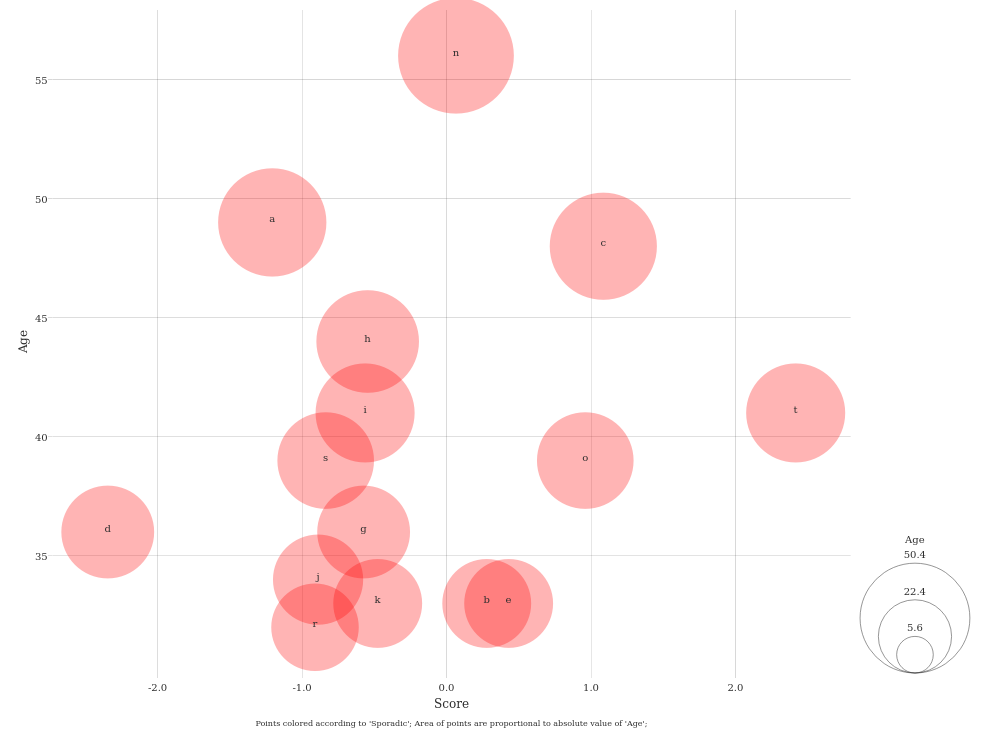 n
55
50
a
c
45
Age
h
i
t
40
s
o
d
g
35
j
k
b e
r
Age
50.4
22.4
5.6
-2.0 -1.0 0.0 1.0 2.0
Score
Points colored according to 'Sporadic'; Area of points are proportional to absolute value of 'Age';